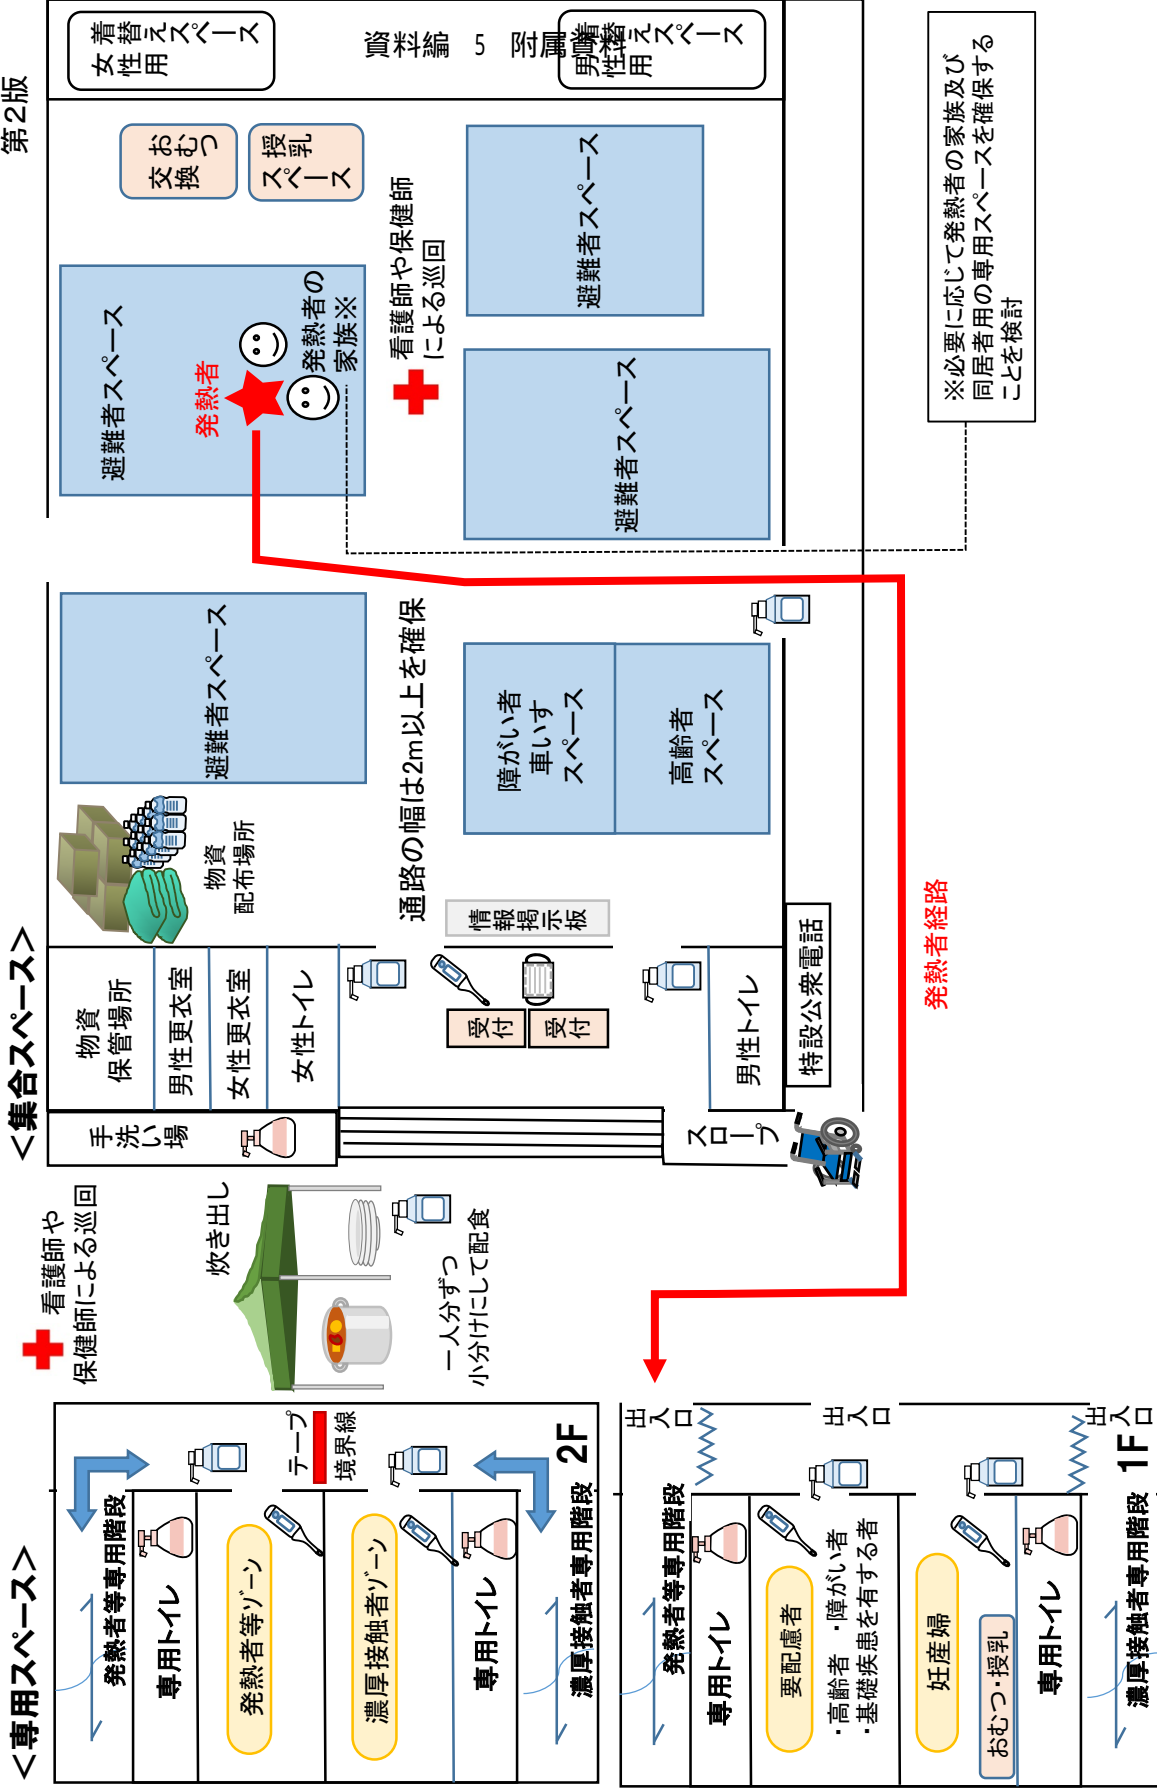 第2版
資料編　5　附属資料
＜集合スペース＞
女性用
着替えスペース
男性用
着替えスペース
おむつ
交換
授乳
スペース
避難者スペース
発熱者
発熱者の
家族※
看護師や保健師
による巡回
避難者スペース
避難者スペース
※必要に応じて発熱者の家族及び
同居者用の専用スペースを確保する
ことを検討
避難者スペース
通路の幅は2m以上を確保
障がい者
車いす
スペース
高齢者
スペース
物資
配布場所
情報
掲示板
物資
保管場所
男性更衣室
女性更衣室
女性トイレ
受付
受付
男性トイレ
特設公衆電話
発熱者経路
手洗い場
スロープ
看護師や
保健師による巡回
炊き出し
一人分ずつ
小分けにして配食
＜専用スペース＞
発熱者等専用階段
専用トイレ
発熱者等ゾーン
テープ
境界線
濃厚接触者ゾーン
専用トイレ
濃厚接触者専用階段
2F
出入口
発熱者等専用階段
専用トイレ
出入口
要配慮者
・高齢者　・障がい者
・基礎疾患を有する者
妊産婦
おむつ・授乳
専用トイレ
出入口
濃厚接触者専用階段
1F